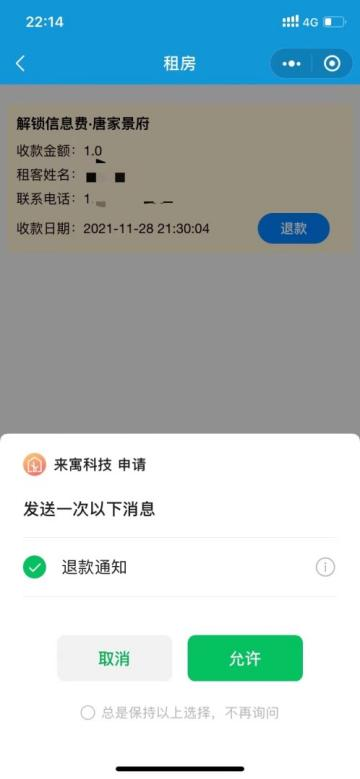 22:14
4G
租房
解锁信息费·唐家景府
收款金额：1.0
租客姓名：
联系电话：1
收款日期：2021-11-28 21:30:04
退款
来寓科技 申请
发送一次以下消息
退款通知
取消
允许
总是保持以上选择，不再询问